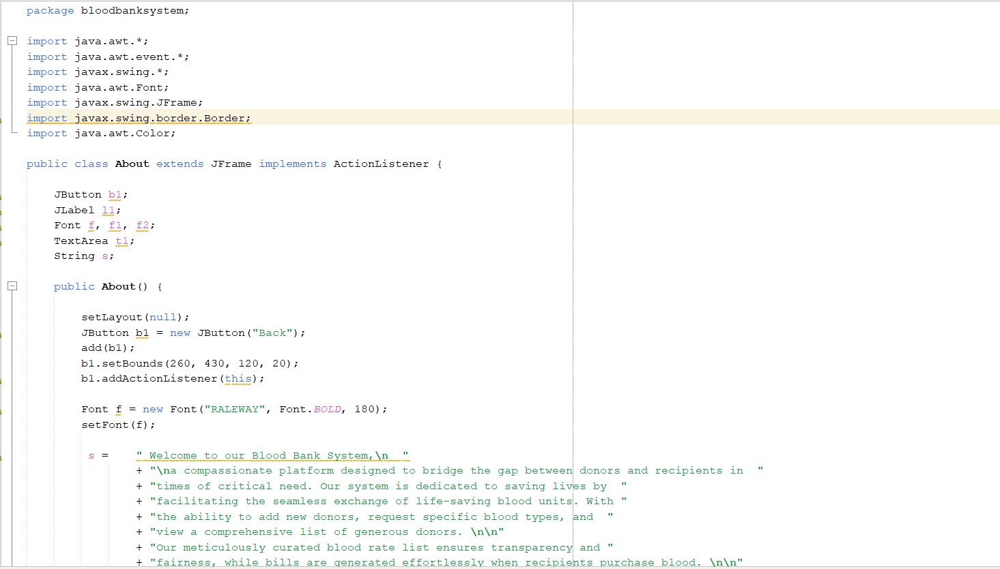 package bloodbanksystem;
import java.awt.*;
import java.awt.event.*;
import javax.swing.*;
import java.awt.Font;
import javax.swing.JFrame;
import javax.swing.border.Border;
import java.awt.Color;
public class About extends JFrame implements ActionListener {
JButton b1;
JLabel l1;
Font f, f1, f2;
TextArea t1;
String s;
public About() {
setLayout(null);
JButton b1 = new JButton("Back");
add(b1);
b1.setBounds(260, 430, 120, 20);
b1.addActionListener(this);
Font f = new Font("RALEWAY", Font.BOLD, 180);
setFont(f);
s =    " Welcome to our Blood Bank System,\n  "
+ "\na compassionate platform designed to bridge the gap between donors and recipients in  "
+ "times of critical need. Our system is dedicated to saving lives by  "
+ "facilitating the seamless exchange of life-saving blood units. With "
+ "the ability to add new donors, request specific blood types, and  "
+ "view a comprehensive list of generous donors. \n\n"
+ "Our meticulously curated blood rate list ensures transparency and "
+ "fairness, while bills are generated effortlessly when recipients purchase blood. \n\n"